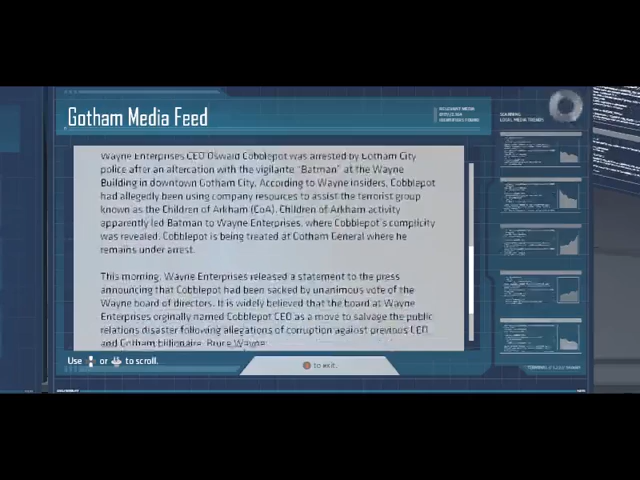 Gotham Media Feed
Wayne Enterprises CEO Oswald Cobblepot was arrested by Gotham City
police after an altercation with the vigilante "Batman" at the Wayne
Building in downtown Gotham City. According to Wayne insiders, Cobblepot
had allegedly been using company resources to assist the terrorist group
known as the Children of Arkham (CoA). Children of Arkham activity
apparently led Batman to Wayne Enterprises, where Cobblepot's complicity
was revealed. Cobblepot is being treated at Gotham General where he
remains under arrest.
This morning, Wayne Enterprises released a statement to the press
announcing that Cobblepot had been sacked by unanimous vote of the
Wayne board of directors. It is widely believed that the board at Wayne
Enterprises orginally named Cobblepot CEO as a move to salvage the public
relations disaster following allegations of corruption against previous CEO
and Gotham billionaire, Bruce Wayne.
Use or to scroll.
to exit.
SCANNING
LOCAL MEDIA TRENDS